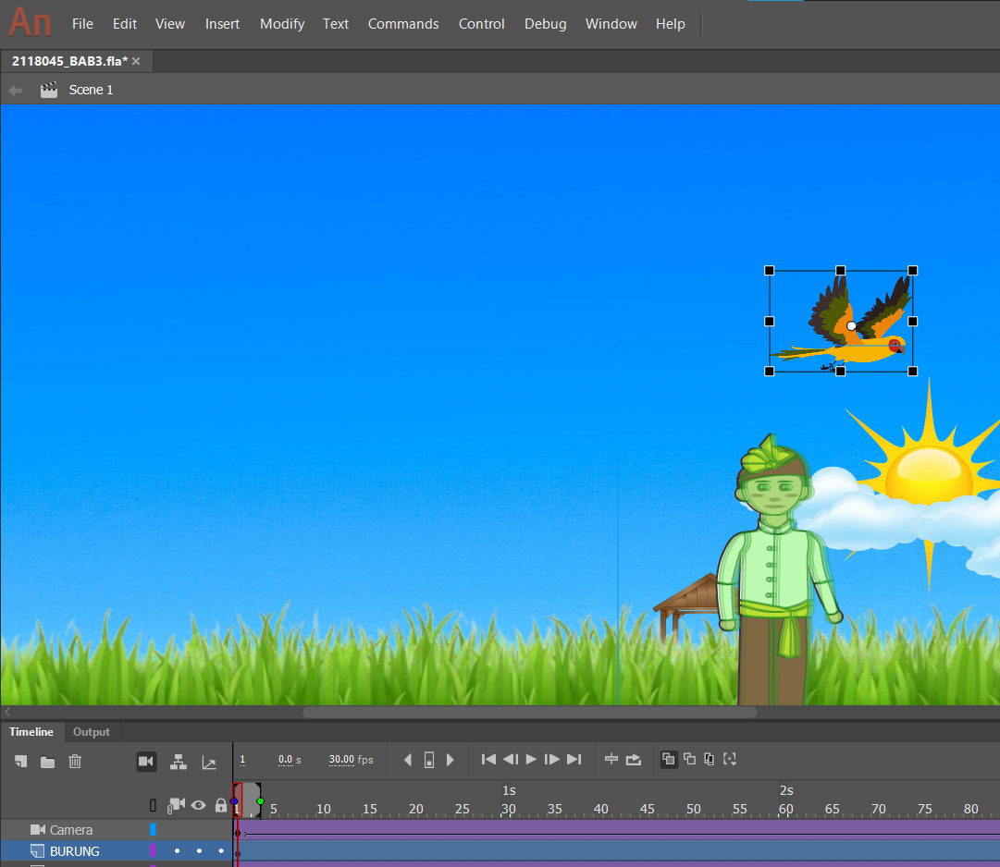 An File Edit View Insert Modify Text Commands Control Debug Window Help
2118045_BAB3.fla* ×
Scene 1
Timeline Output
1 0.0 s 30.00 fps
1s 2s
1 5 10 15 20 25 30 35 40 45 50 55 60 65 70 75 80
Camera
BURUNG